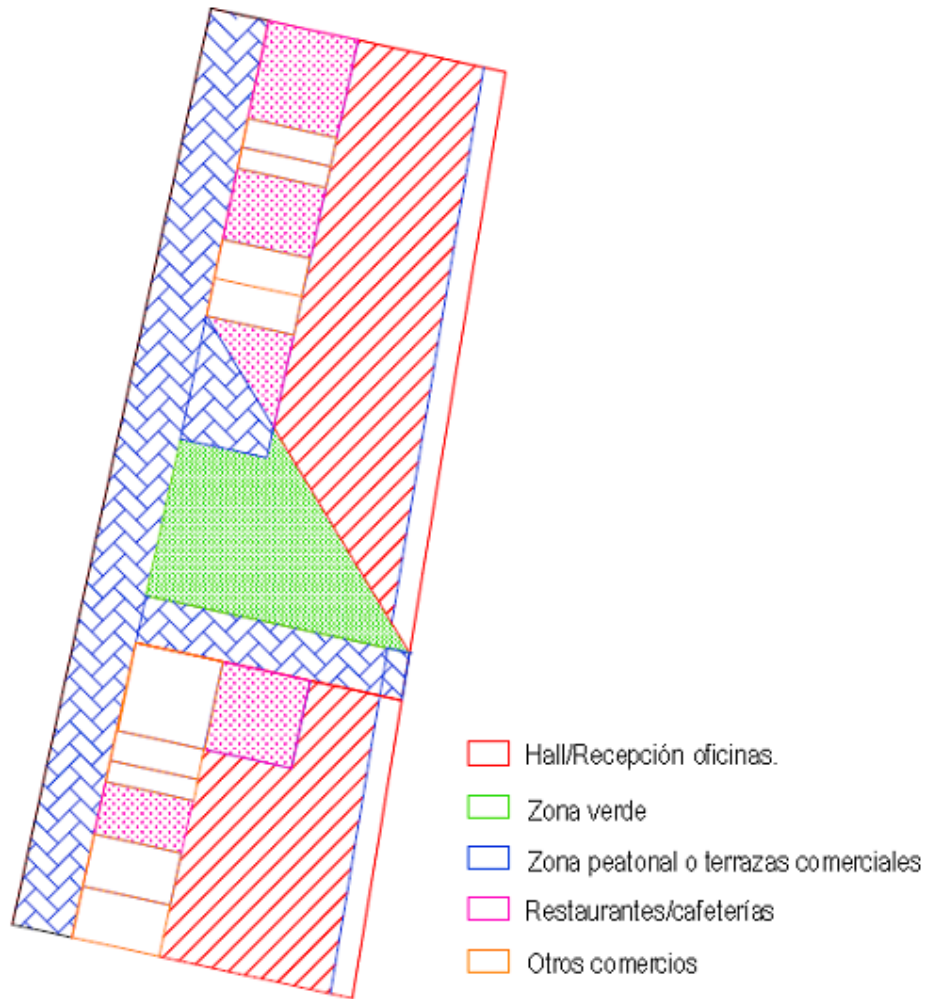 Hall/Recepción oficinas.
Zona verde
Zona peatonal o terrazas comerciales
Restaurantes/cafeterías
Otros comercios